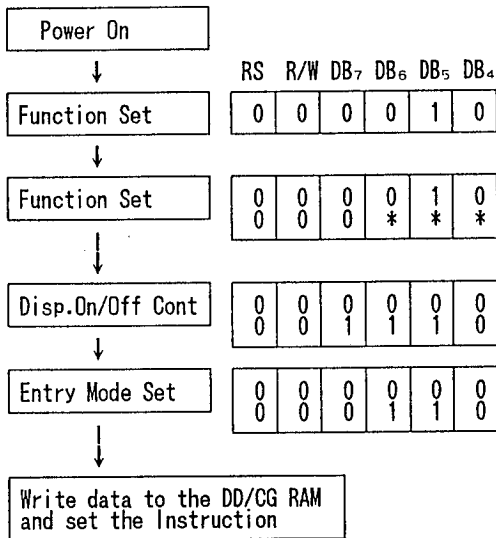 Power On
RS R/W DB₇ DB₆ DB₅ DB₄
Function Set 0 0 0 0 1 0
Function Set 0 0 0 0 1 0
0 0 0 * * *
Disp.On/Off Cont 0 0 0 0 0 0
0 0 1 1 1 0
Entry Mode Set 0 0 0 0 0 0
0 0 0 1 1 0
Write data to the DD/CG RAM
and set the Instruction